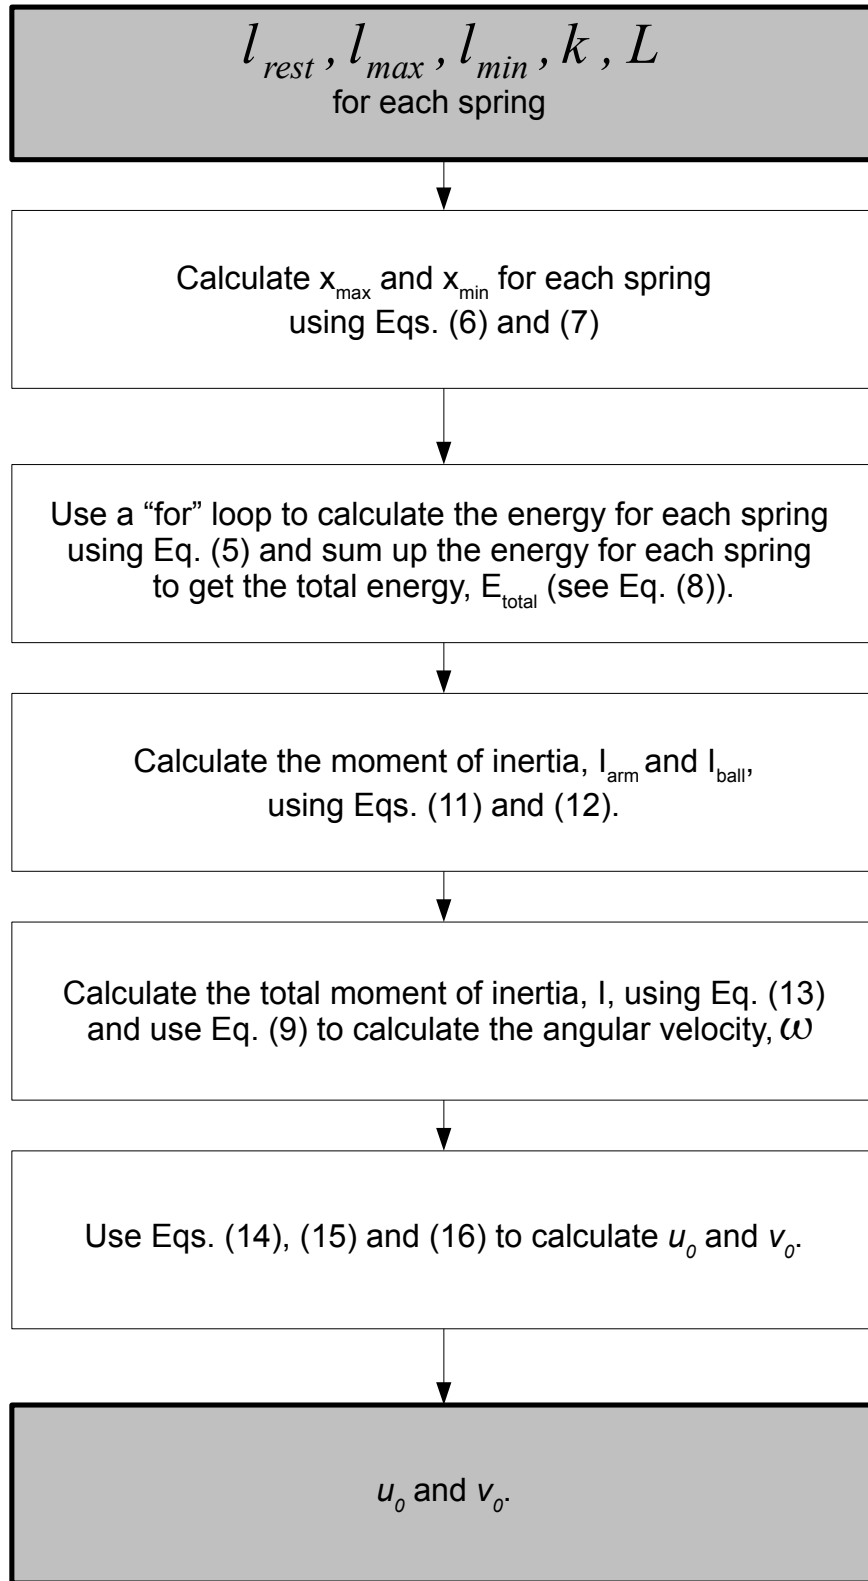 l_rest , l_max , l_min , k , L
for each spring
Calculate x_max and x_min for each spring
using Eqs. (6) and (7)
Use a “for” loop to calculate the energy for each spring
using Eq. (5) and sum up the energy for each spring
to get the total energy, E_total (see Eq. (8)).
Calculate the moment of inertia, I_arm and I_ball,
using Eqs. (11) and (12).
Calculate the total moment of inertia, I, using Eq. (13)
and use Eq. (9) to calculate the angular velocity, ω
Use Eqs. (14), (15) and (16) to calculate u_0 and v_0.
u_0 and v_0.